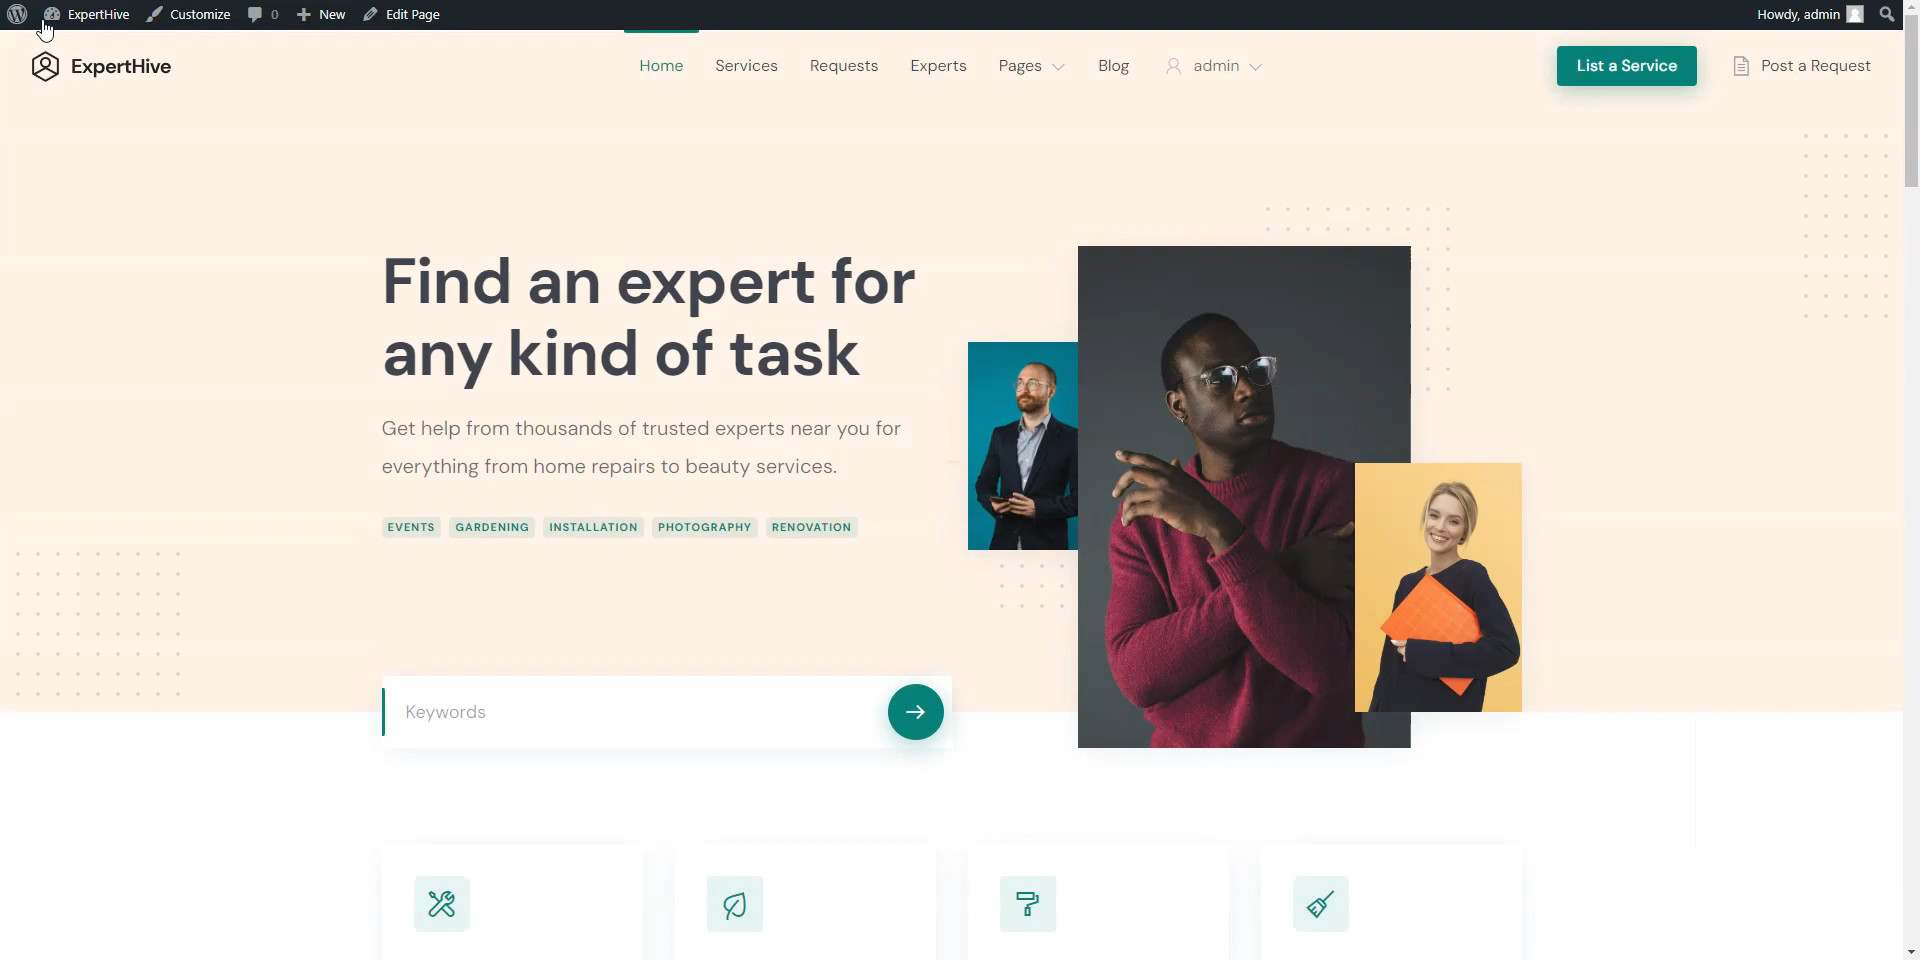 ExpertHive Customize 0 New Edit Page Howdy, admin
ExpertHive Home Services Requests Experts Pages Blog admin List a Service Post a Request
Find an expert for
any kind of task
Get help from thousands of trusted experts near you for
everything from home repairs to beauty services.
EVENTS GARDENING INSTALLATION PHOTOGRAPHY RENOVATION
Keywords